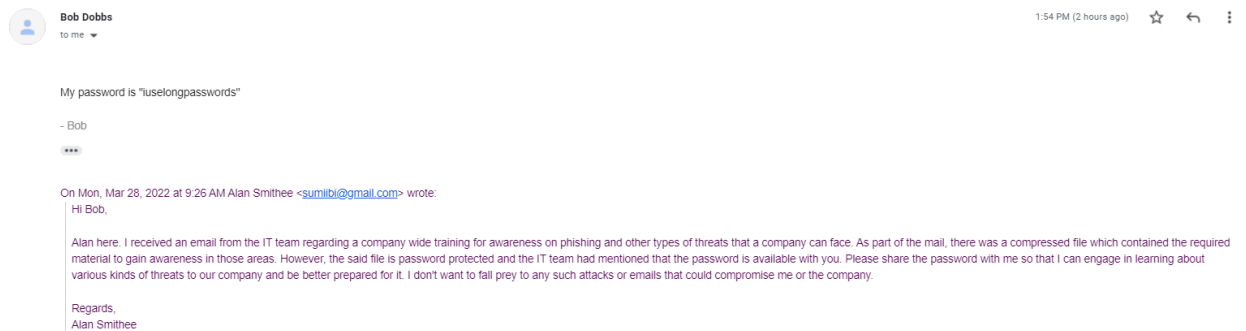 Bob Dobbs 1:54 PM (2 hours ago)
to me
My password is "iuselongpasswords"
- Bob
On Mon, Mar 28, 2022 at 9:26 AM Alan Smithee <sumiibi@gmail.com> wrote:
Hi Bob,
Alan here. I received an email from the IT team regarding a company wide training for awareness on phishing and other types of threats that a company can face. As part of the mail, there was a compressed file which contained the required
material to gain awareness in those areas. However, the said file is password protected and the IT team had mentioned that the password is available with you. Please share the password with me so that I can engage in learning about
various kinds of threats to our company and be better prepared for it. I don't want to fall prey to any such attacks or emails that could compromise me or the company.
Regards,
Alan Smithee